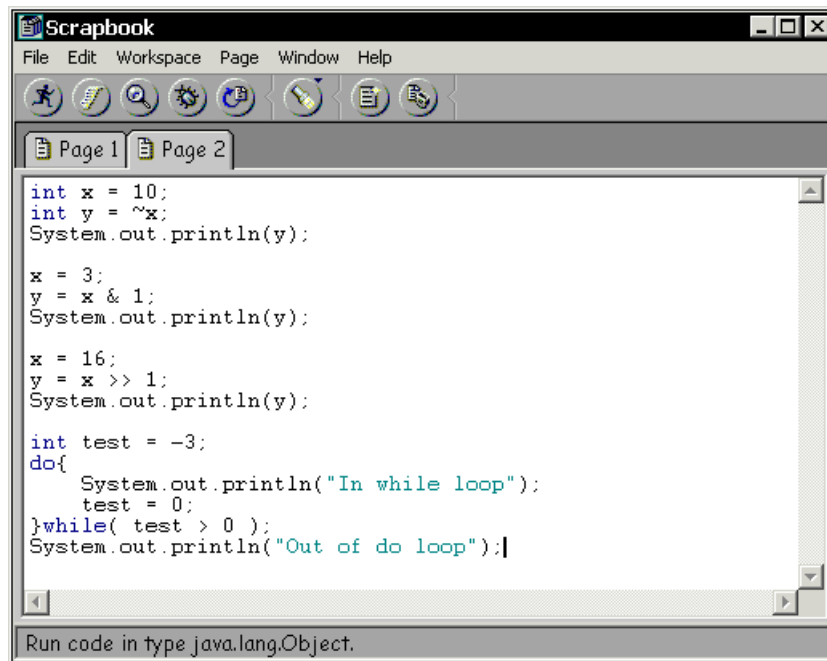 Scrapbook
File Edit Workspace Page Window Help
Page 1 Page 2
int x = 10;
int y = ~x;
System.out.println(y);
x = 3;
y = x & 1;
System.out.println(y);
x = 16;
y = x >> 1;
System.out.println(y);
int test = -3;
do{
System.out.println("In while loop");
test = 0;
}while( test > 0 );
System.out.println("Out of do loop");
Run code in type java.lang.Object.